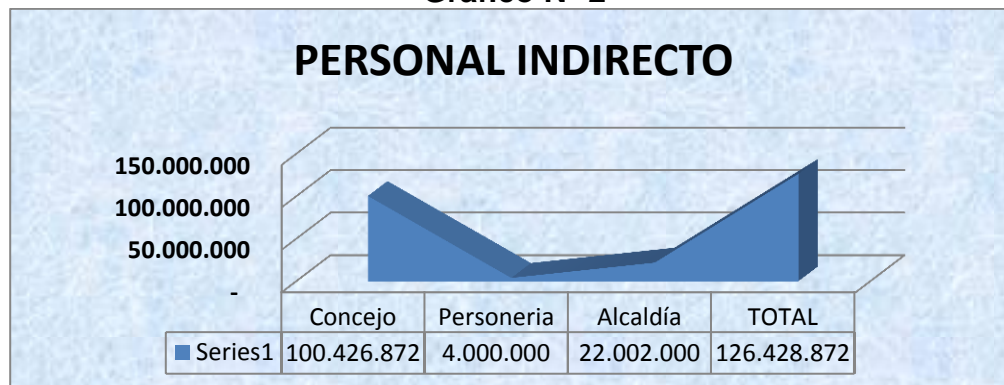 PERSONAL INDIRECTO
150.000.000
100.000.000
50.000.000
-
Concejo Personeria Alcaldía TOTAL
Series1 100.426.872 4.000.000 22.002.000 126.428.872